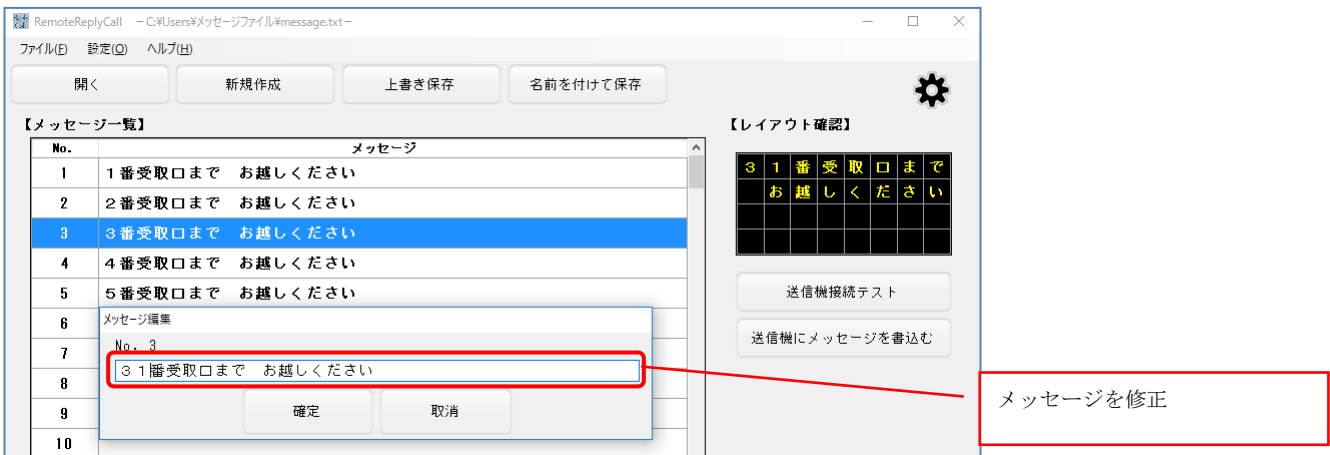 RemoteReplyCall －C:¥Users¥メッセージファイル¥message.txt－
ファイル(F) 設定(O) ヘルプ(H)
開く 新規作成 上書き保存 名前を付けて保存
【メッセージ一覧】
No. メッセージ
1 １番受取口まで　お越しください
2 ２番受取口まで　お越しください
3 ３番受取口まで　お越しください
4 ４番受取口まで　お越しください
5 ５番受取口まで　お越しください
6
7
8
9
10
メッセージ編集
No. 3
３１番受取口まで　お越しください
確定 取消
【レイアウト確認】
３１番受取口まで
お越しください
送信機接続テスト
送信機にメッセージを書込む
メッセージを修正